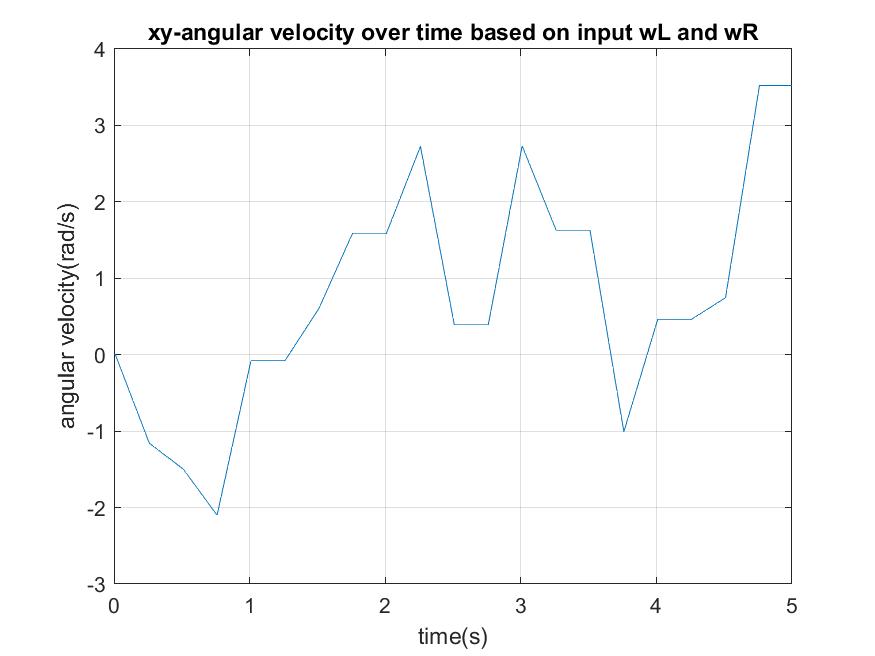 xy-angular velocity over time based on input wL and wR
4
3
2
1
0
-1
-2
-3
angular velocity(rad/s)
0 1 2 3 4 5
time(s)